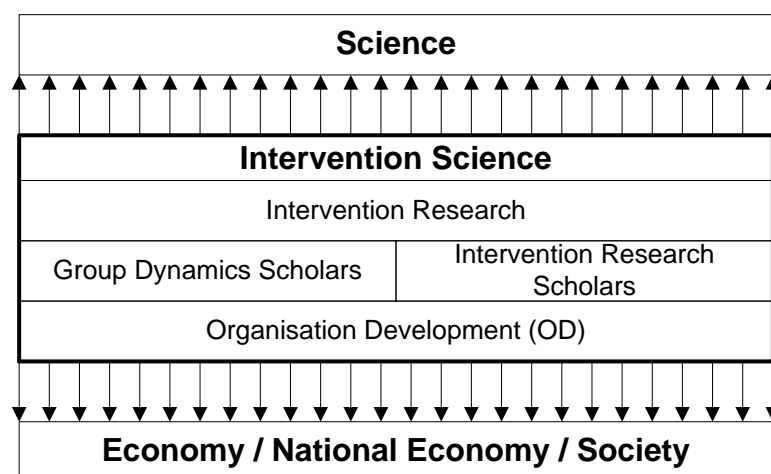 Science
Intervention Science
Intervention Research
Group Dynamics Scholars
Intervention Research
Scholars
Organisation Development (OD)
Economy / National Economy / Society